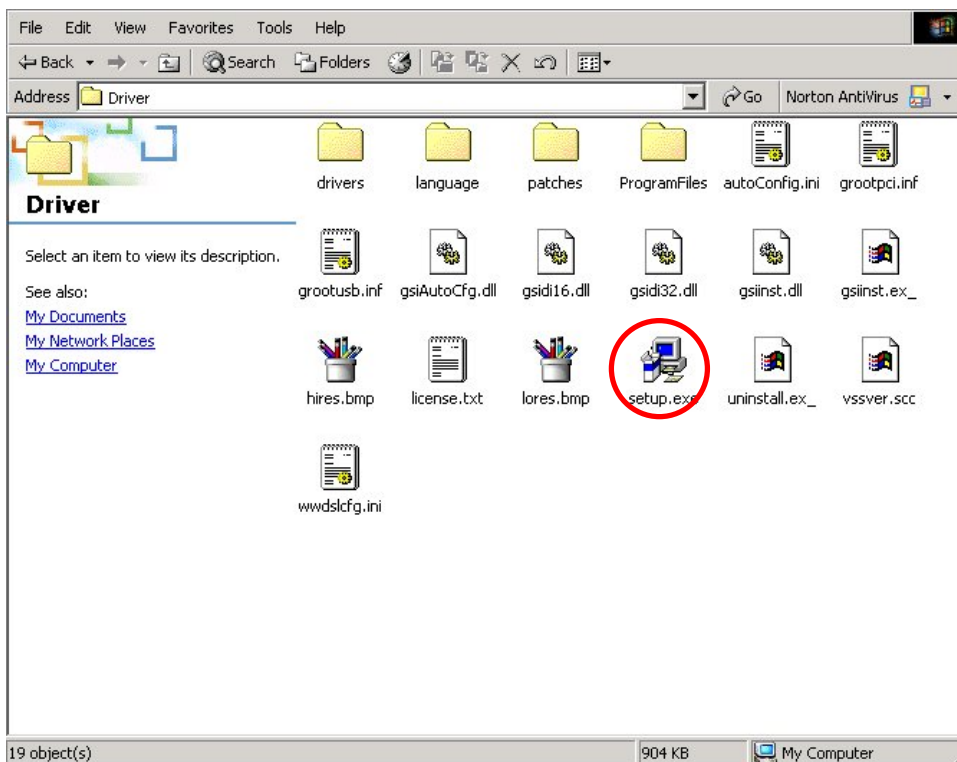 File Edit View Favorites Tools Help
Back Search Folders
Address Driver Go Norton AntiVirus
Driver
Select an item to view its description.
See also:
My Documents
My Network Places
My Computer
drivers language patches ProgramFiles autoConfig.ini grootpci.inf
grootusb.inf gsiAutoCfg.dll gsidi16.dll gsidi32.dll gsiinst.dll gsiinst.ex_
hires.bmp license.txt lores.bmp setup.exe uninstall.ex_ vssver.scc
wwdslcfg.ini
19 object(s) 904 KB My Computer